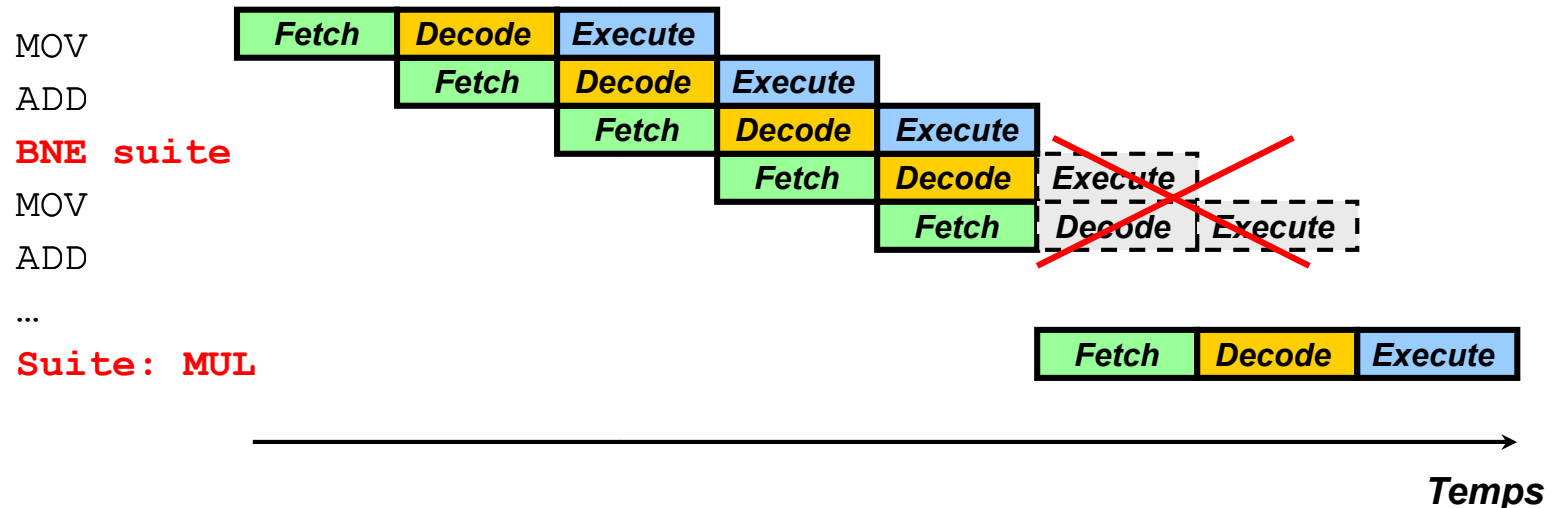 MOV Fetch Decode Execute
ADD Fetch Decode Execute
BNE suite Fetch Decode Execute
MOV Fetch Decode Execute
ADD Fetch Decode Execute
…
Suite: MUL Fetch Decode Execute
Temps